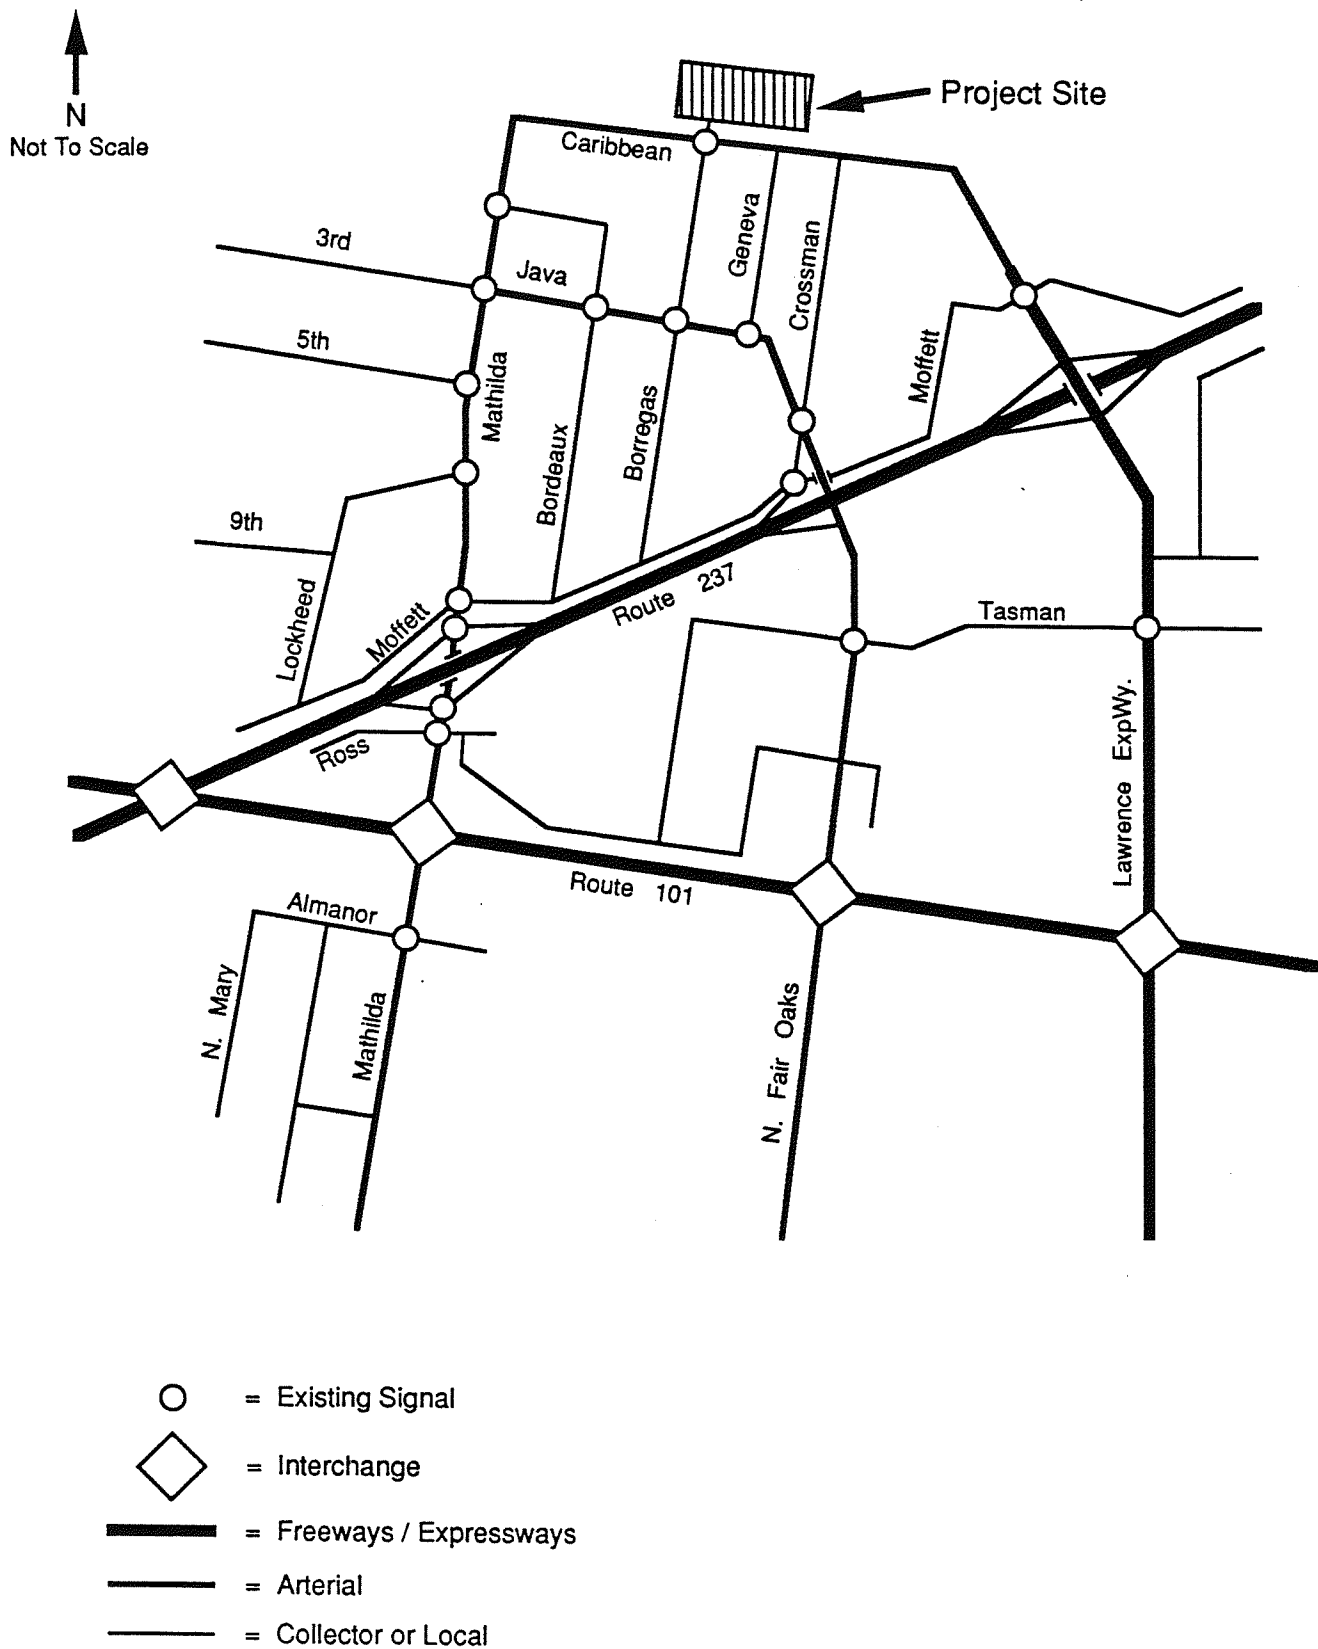 N
Not To Scale
Project Site
Caribbean
3rd
Java
Geneva
Crossman
5th
Mathilda
Moffett
Bordeaux
Borregas
9th
Lockheed
Moffett
Route 237
Tasman
Ross
Lawrence ExpWy.
Route 101
Almanor
N. Mary
Mathilda
N. Fair Oaks
= Existing Signal
= Interchange
= Freeways / Expressways
= Arterial
= Collector or Local